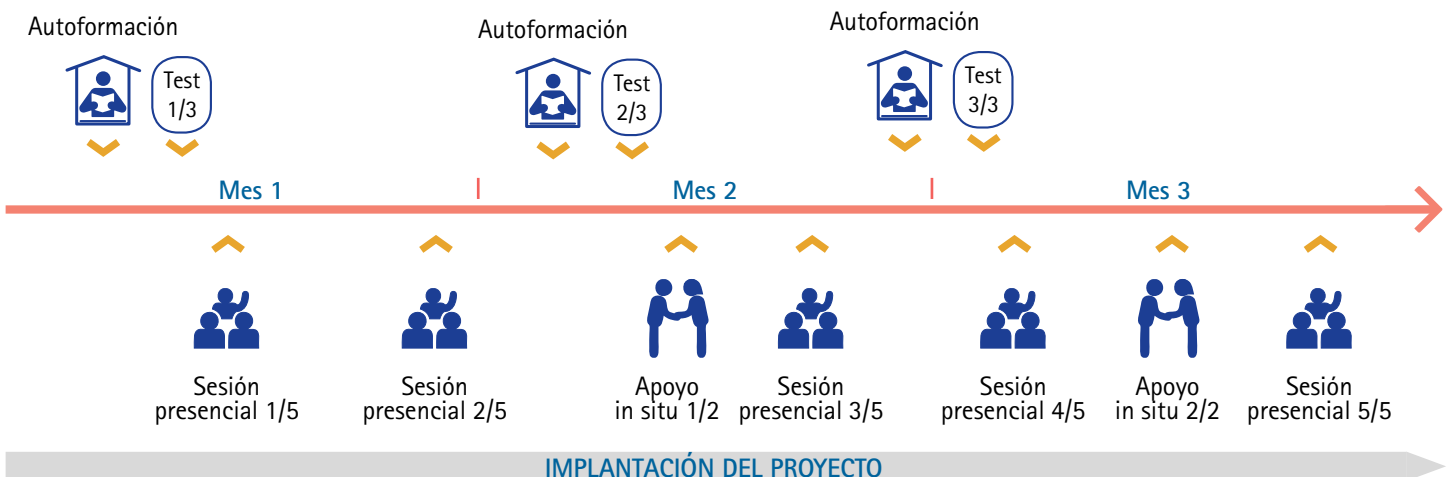 Autoformación
Test
1/3
Autoformación
Test
2/3
Autoformación
Test
3/3
Mes 1
Mes 2
Mes 3
Sesión
presencial 1/5
Sesión
presencial 2/5
Apoyo
in situ 1/2
Sesión
presencial 3/5
Sesión
presencial 4/5
Apoyo
in situ 2/2
Sesión
presencial 5/5
IMPLANTACIÓN DEL PROYECTO